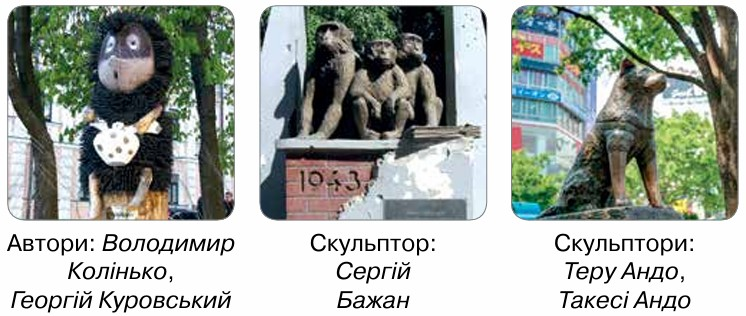 1943
Автори: Володимир
Колінько,
Георгій Куровський
Скульптор:
Сергій
Бажан
Скульптори:
Теру Андо,
Такесі Андо